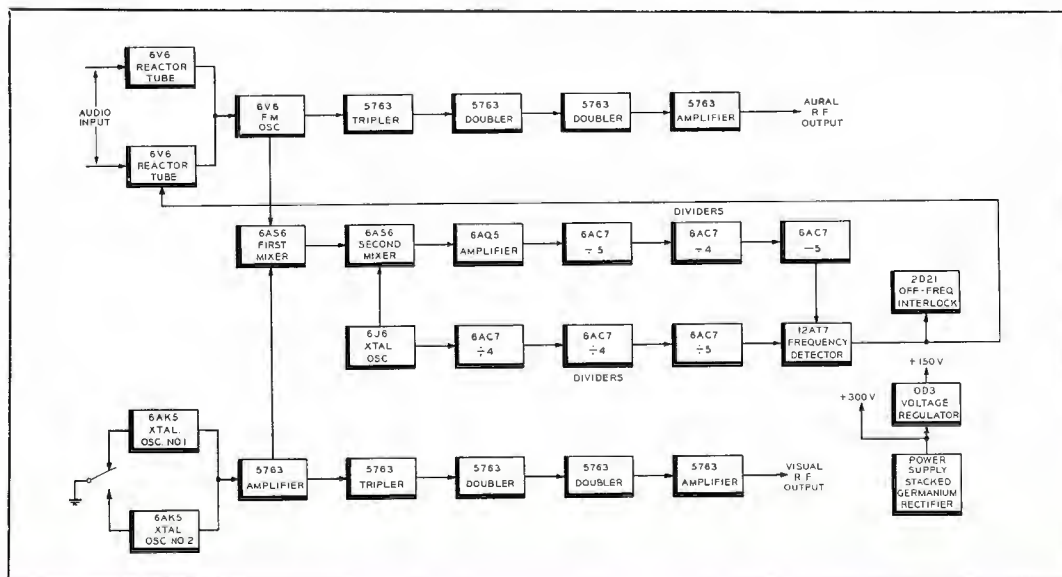 6V6
REACTOR
TUBE
AUDIO
INPUT
6V6
REACTOR
TUBE
6V6
FM
OSC
5763
TRIPLER
5763
DOUBLER
5763
DOUBLER
5763
AMPLIFIER
AURAL
R F
OUTPUT
6AS6
FIRST
MIXER
6AS6
SECOND
MIXER
6AQ5
AMPLIFIER
DIVIDERS
6AC7
÷5
6AC7
÷4
6AC7
—5
2D21
OFF-FREQ
INTERLOCK
6J6
XTAL
OSC
6AC7
÷4
6AC7
÷4
6AC7
÷5
DIVIDERS
12AT7
FREQUENCY
DETECTOR
+150V
+300V
OD3
VOLTAGE
REGULATOR
POWER
SUPPLY
STACKED
GERMANIUM
RECTIFIER
6AK5
XTAL.
OSC. NO 1
6AK5
XTAL
OSC NO 2
5763
AMPLIFIER
5763
TRIPLER
5763
DOUBLER
5763
DOUBLER
5763
AMPLIFIER
VISUAL
R F
OUTPUT